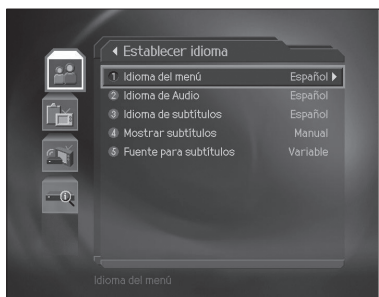 Establecer idioma
1 Idioma del menú Español
2 Idioma de Audio Español
3 Idioma de subtítulos Español
4 Mostrar subtítulos Manual
5 Fuente para subtítulos Variable
Idioma del menú